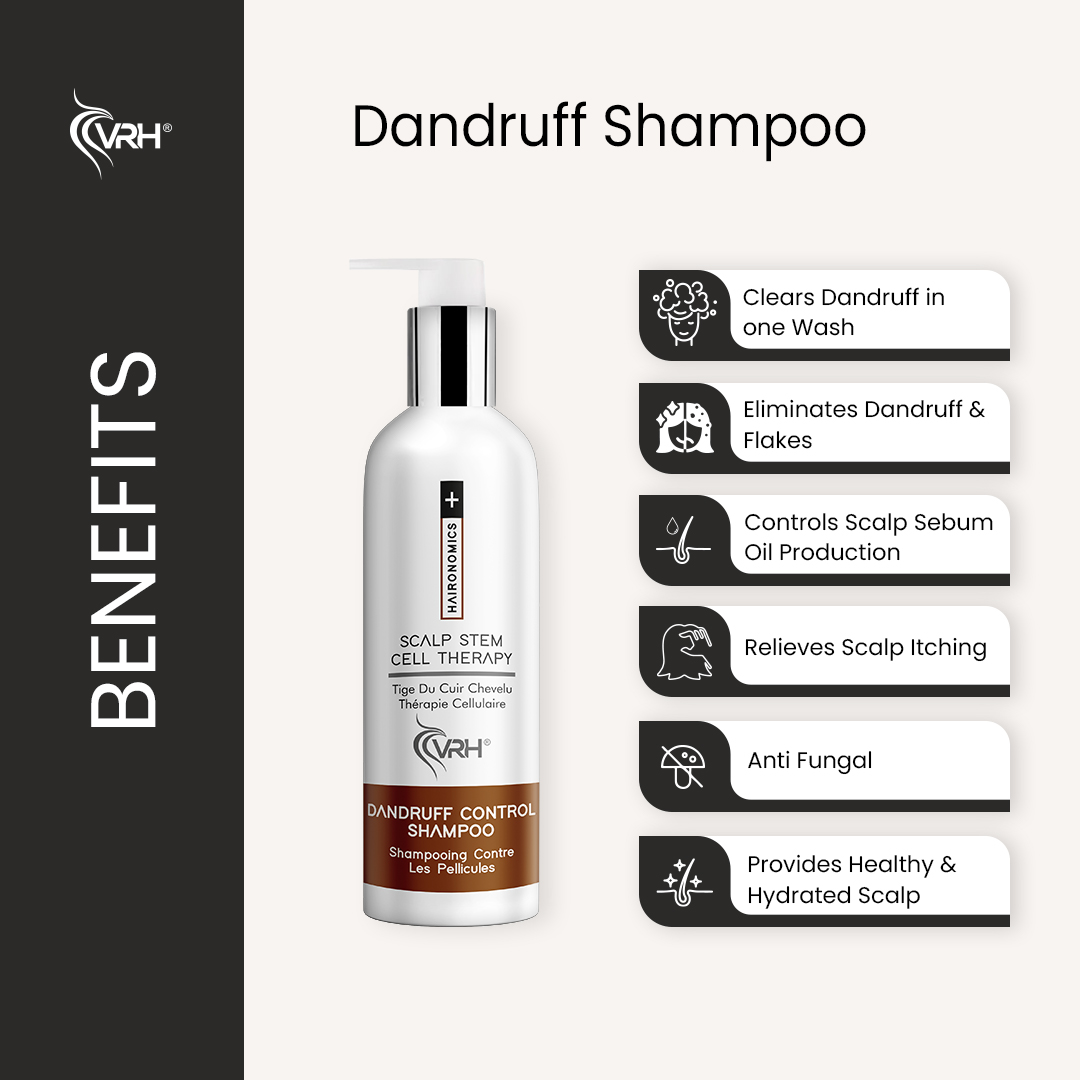 VRH®
BENEFITS
Dandruff Shampoo
+
HAIRONOMICS
SCALP STEM
CELL THERAPY
Tige Du Cuir Chevelu
Thérapie Cellulaire
VRH®
DANDRUFF CONTROL
SHAMPOO
Shampooing Contre
Les Pellicules
Clears Dandruff in
one Wash
Eliminates Dandruff &
Flakes
Controls Scalp Sebum
Oil Production
Relieves Scalp Itching
Anti Fungal
Provides Healthy &
Hydrated Scalp